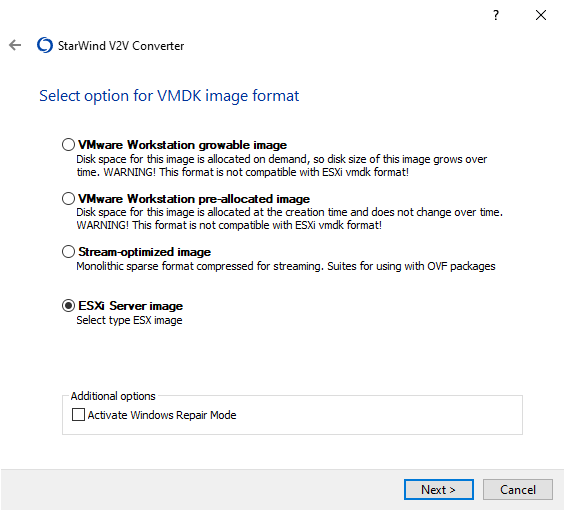 ?
StarWind V2V Converter
Select option for VMDK image format
VMware Workstation growable image
Disk space for this image is allocated on demand, so disk size of this image grows over
time. WARNING! This format is not compatible with ESXi vmdk format!
VMware Workstation pre-allocated image
Disk space for this image is allocated at the creation time and does not change over time.
WARNING! This format is not compatible with ESXi vmdk format!
Stream-optimized image
Monolithic sparse format compressed for streaming. Suites for using with OVF packages
ESXi Server image
Select type ESX image
Additional options
Activate Windows Repair Mode
Next >
Cancel